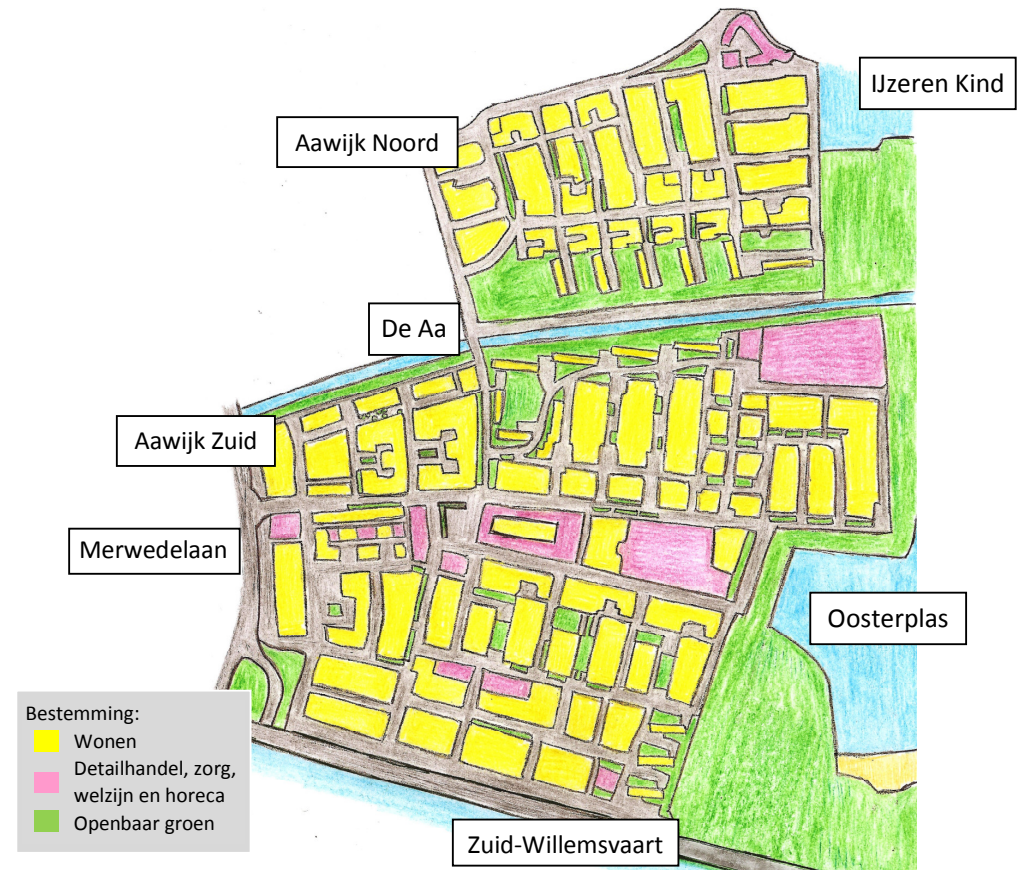 IJzeren Kind
Aawijk Noord
De Aa
Aawijk Zuid
Merwedelaan
Oosterplas
Bestemming:
Wonen
Detailhandel, zorg,
welzijn en horeca
Openbaar groen
Zuid-Willemsvaart